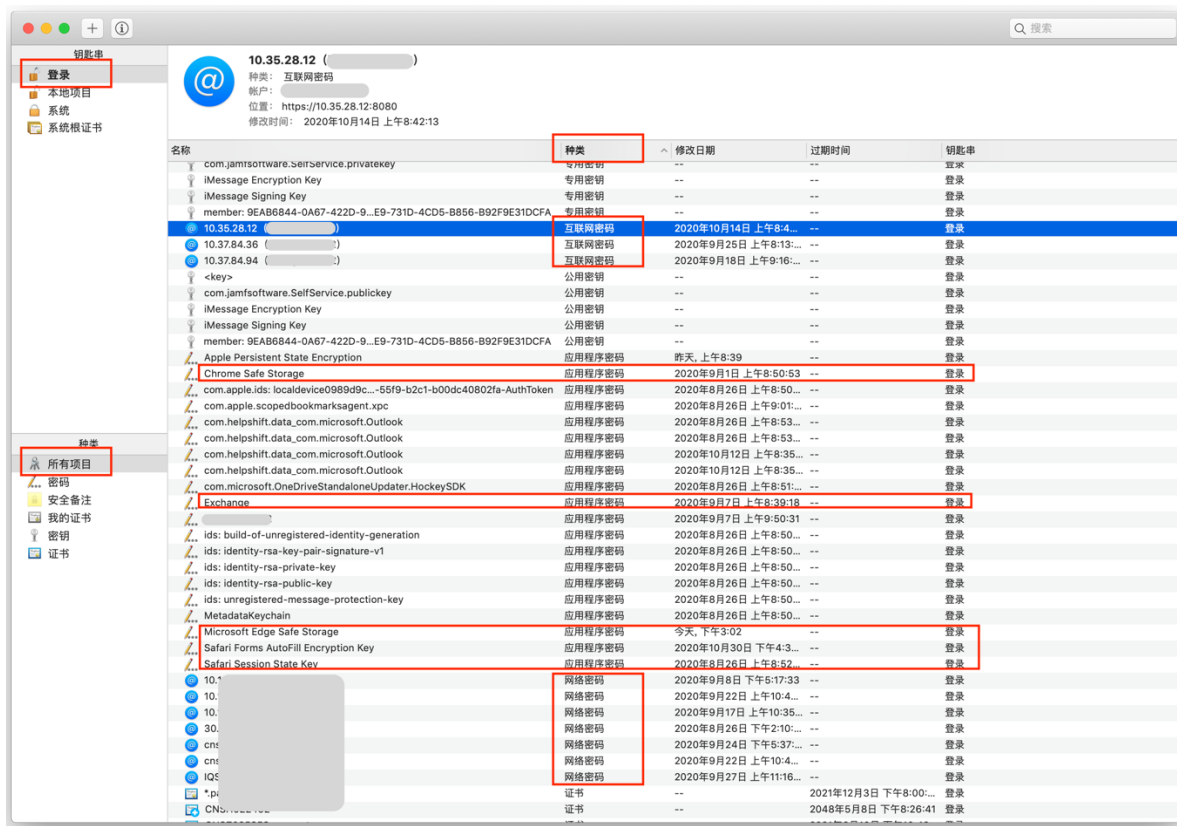 搜索
钥匙串
登录
本地项目
系统
系统根证书
10.35.28.12 ( )
种类: 互联网密码
帐户:
位置: https://10.35.28.12:8080
修改时间: 2020年10月14日 上午8:42:13
名称 种类 修改日期 过期时间 钥匙串
com.jamfsoftware.SelfService.privatekey 专用密钥 -- -- 登录
iMessage Encryption Key 专用密钥 -- -- 登录
iMessage Signing Key 专用密钥 -- -- 登录
member: 9EAB6844-0A67-422D-9...E9-731D-4CD5-B856-B92F9E31DCFA 专用密钥 -- -- 登录
10.35.28.12 ( ) 互联网密码 2020年10月14日 上午8:4... -- 登录
10.37.84.36 ( ) 互联网密码 2020年9月25日 上午8:13:... -- 登录
10.37.84.94 ( :) 互联网密码 2020年9月18日 上午9:16:... -- 登录
<key> 公用密钥 -- -- 登录
com.jamfsoftware.SelfService.publickey 公用密钥 -- -- 登录
iMessage Encryption Key 公用密钥 -- -- 登录
iMessage Signing Key 公用密钥 -- -- 登录
member: 9EAB6844-0A67-422D-9...E9-731D-4CD5-B856-B92F9E31DCFA 公用密钥 -- -- 登录
Apple Persistent State Encryption 应用程序密码 昨天, 上午8:39 -- 登录
Chrome Safe Storage 应用程序密码 2020年9月1日 上午8:50:53 -- 登录
com.apple.ids: localdevice0989d9c...-55f9-b2c1-b00dc40802fa-AuthToken 应用程序密码 2020年8月26日 上午8:50... -- 登录
com.apple.scopedbookmarksagent.xpc 应用程序密码 2020年8月26日 上午9:01:... -- 登录
com.helpshift.data_com.microsoft.Outlook 应用程序密码 2020年8月26日 上午8:53... -- 登录
com.helpshift.data_com.microsoft.Outlook 应用程序密码 2020年8月26日 上午8:53... -- 登录
com.helpshift.data_com.microsoft.Outlook 应用程序密码 2020年10月12日 上午8:35... -- 登录
com.helpshift.data_com.microsoft.Outlook 应用程序密码 2020年10月12日 上午8:35... -- 登录
com.microsoft.OneDriveStandaloneUpdater.HockeySDK 应用程序密码 2020年8月26日 上午8:51:... -- 登录
Exchange 应用程序密码 2020年9月7日 上午8:39:18 -- 登录
应用程序密码 2020年9月7日 上午9:50:31 -- 登录
ids: build-of-unregistered-identity-generation 应用程序密码 2020年8月26日 上午8:50... -- 登录
ids: identity-rsa-key-pair-signature-v1 应用程序密码 2020年8月26日 上午8:50... -- 登录
ids: identity-rsa-private-key 应用程序密码 2020年8月26日 上午8:50... -- 登录
ids: identity-rsa-public-key 应用程序密码 2020年8月26日 上午8:50... -- 登录
ids: unregistered-message-protection-key 应用程序密码 2020年8月26日 上午8:50... -- 登录
MetadataKeychain 应用程序密码 2020年8月26日 上午8:50... -- 登录
Microsoft Edge Safe Storage 应用程序密码 今天, 下午3:02 -- 登录
Safari Forms AutoFill Encryption Key 应用程序密码 2020年10月30日 下午4:3... -- 登录
Safari Session State Key 应用程序密码 2020年8月26日 上午8:52... -- 登录
10. 网络密码 2020年9月8日 下午5:17:33 -- 登录
10. 网络密码 2020年9月22日 上午10:4... -- 登录
10. 网络密码 2020年9月17日 上午10:35... -- 登录
30. 网络密码 2020年8月26日 下午2:10:... -- 登录
cns 网络密码 2020年9月24日 下午5:37:... -- 登录
cns 网络密码 2020年9月22日 上午10:4... -- 登录
IQS 网络密码 2020年9月27日 上午11:16... -- 登录
*.pa 证书 -- 2021年12月3日 下午8:00:... 登录
证书 -- 2048年5月8日 下午8:26:41 登录
种类
所有项目
密码
安全备注
我的证书
密钥
证书